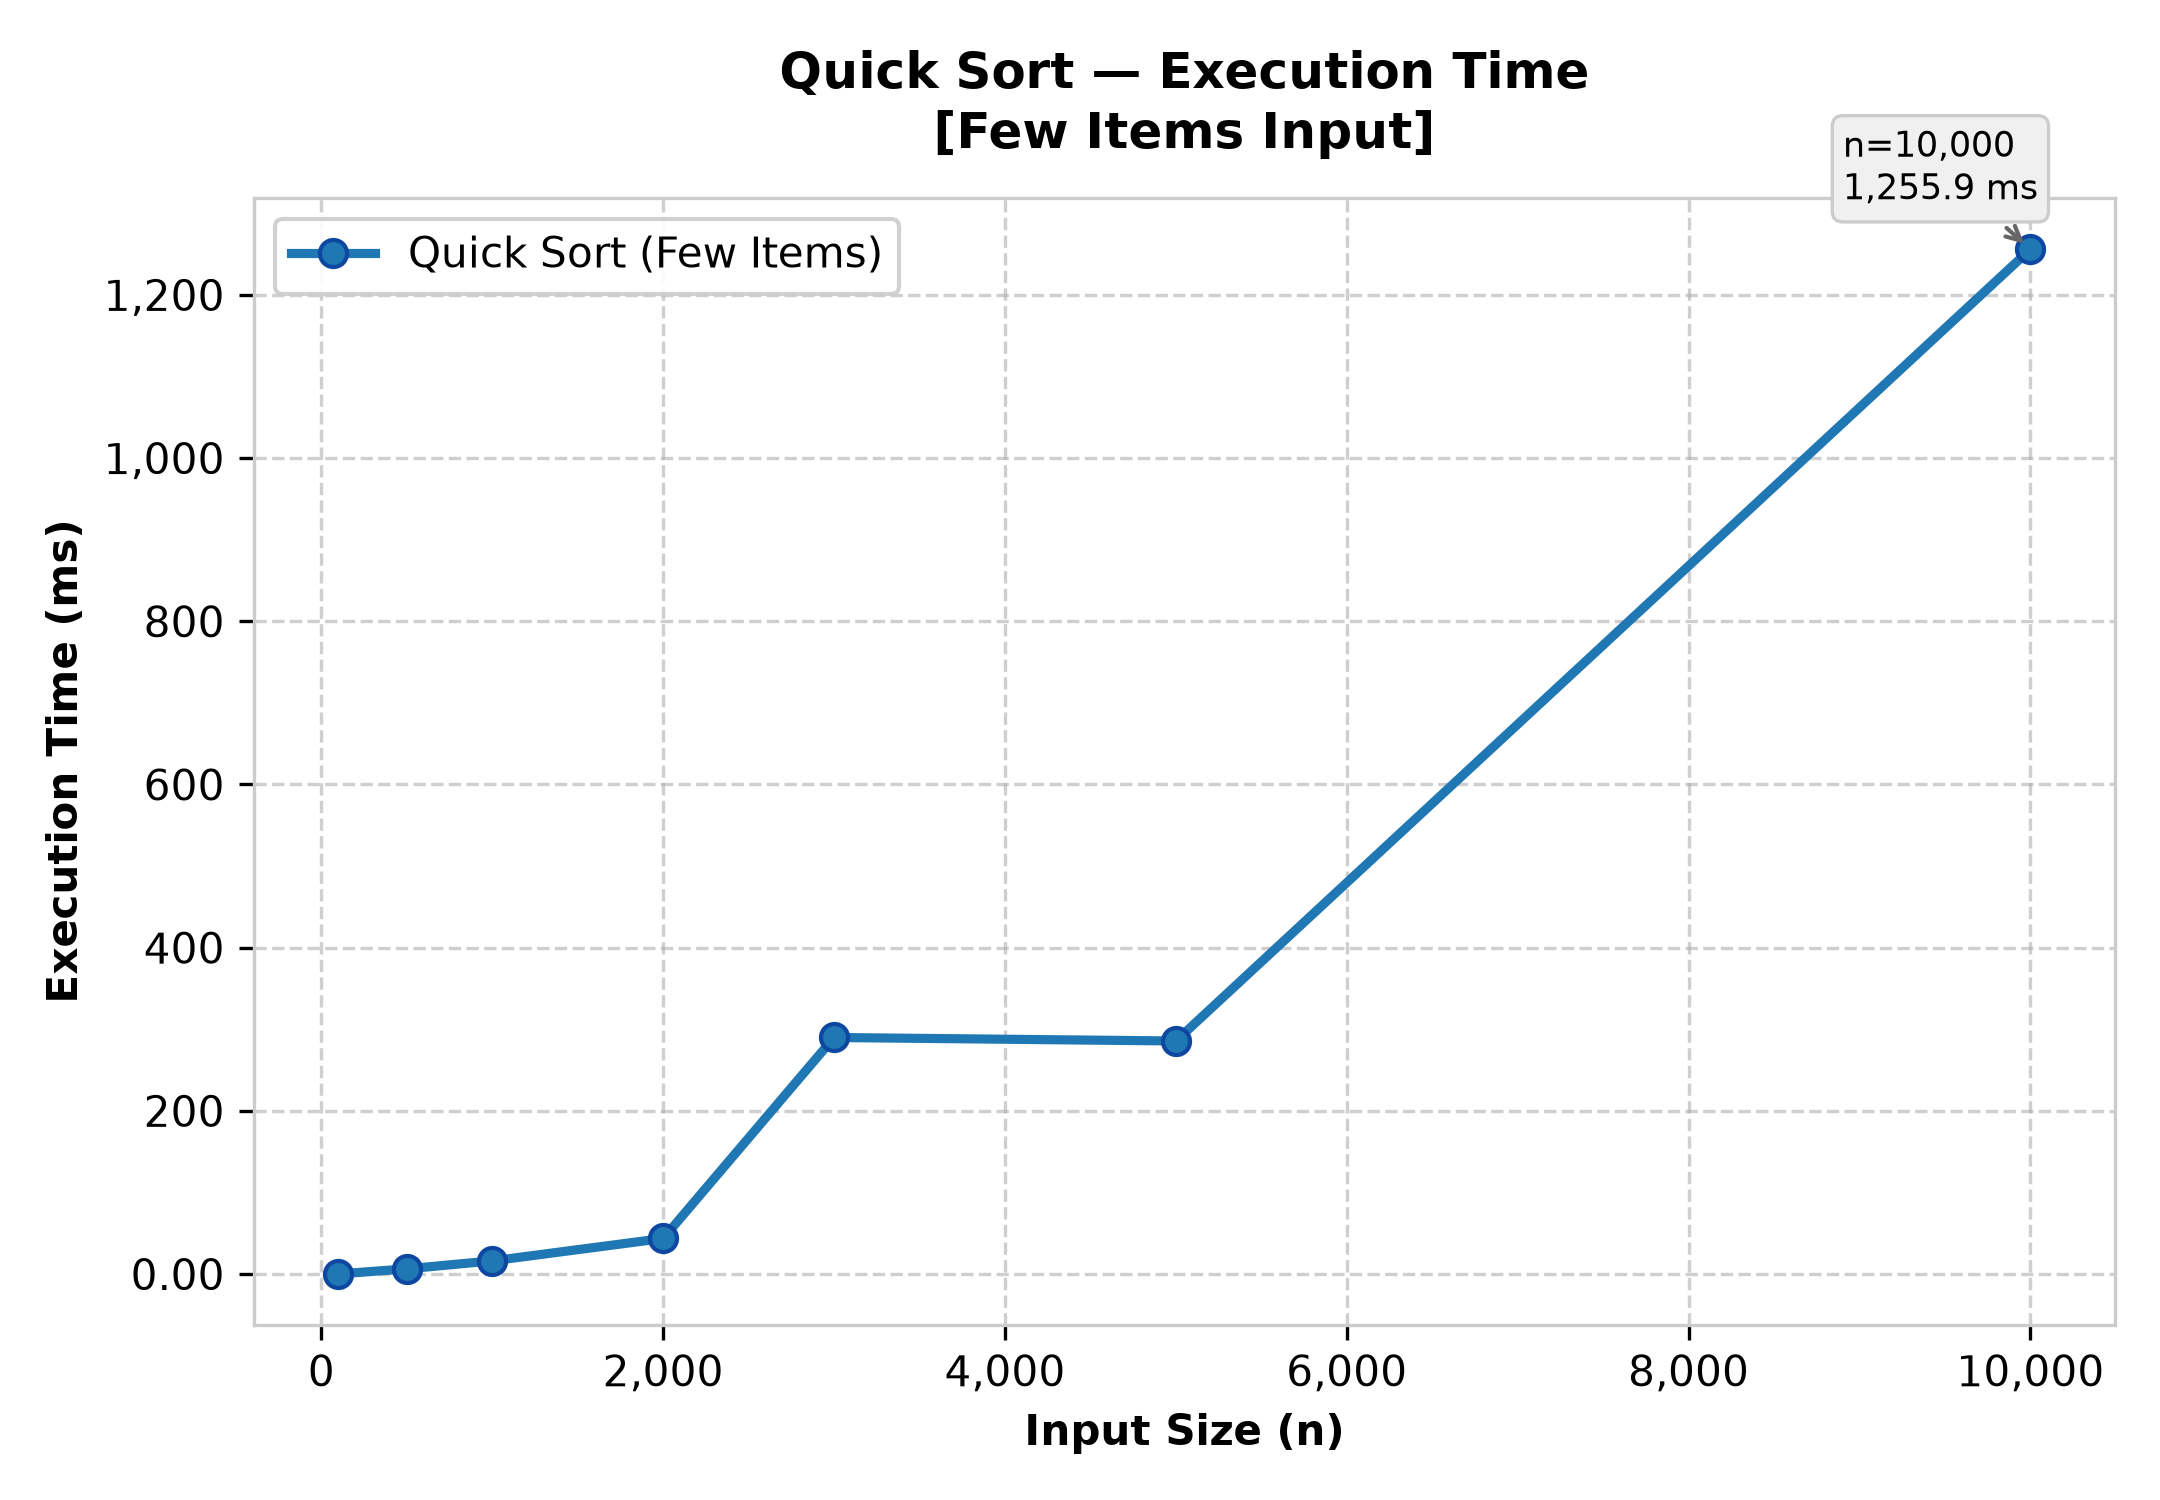 Quick Sort — Execution Time
[Few Items Input]
n=10,000
1,255.9 ms
Quick Sort (Few Items)
Execution Time (ms)
1,200
1,000
800
600
400
200
0.00
0
2,000
4,000
6,000
8,000
10,000
Input Size (n)